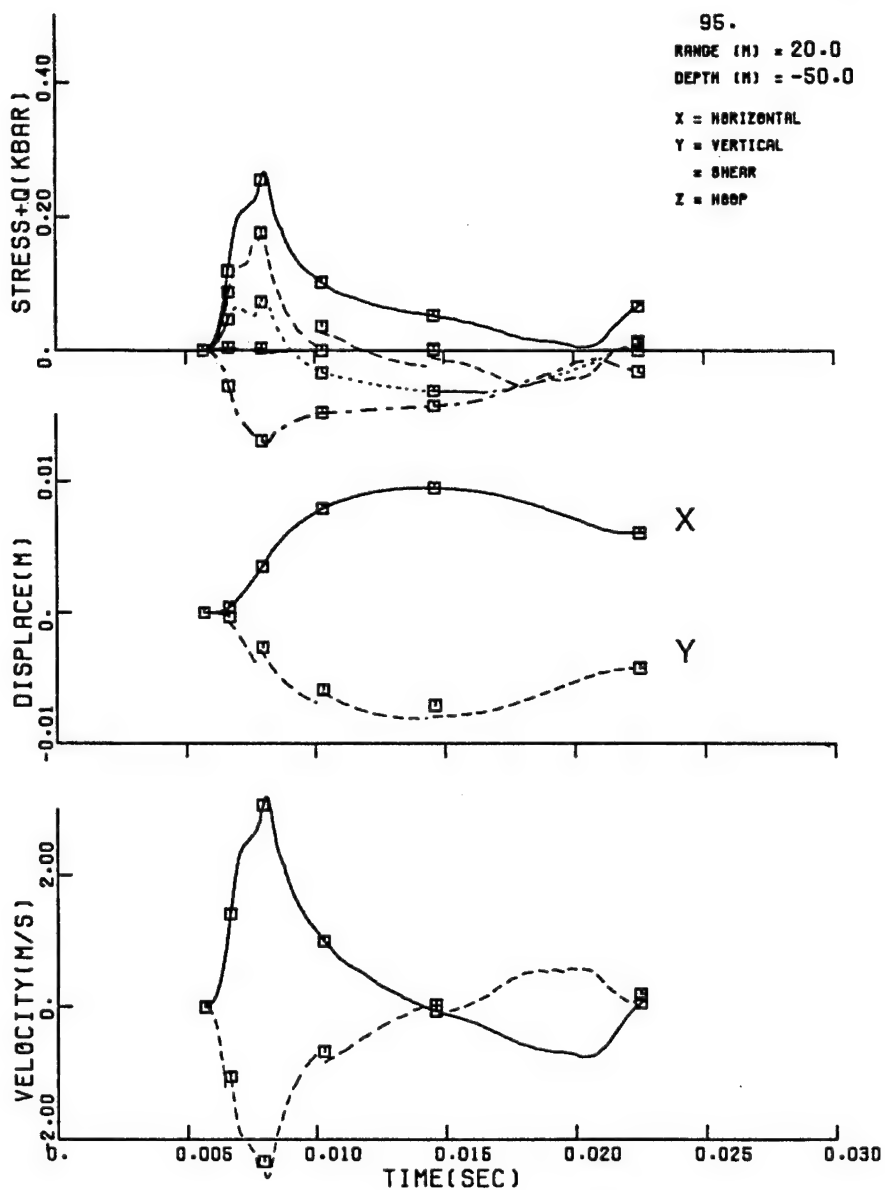 95.
RANGE (M) = 20.0
DEPTH (M) = -50.0
X = HORIZONTAL
Y = VERTICAL
= SHEAR
Z = HOOP
STRESS+Q(KBAR)
0.40
0.20
0.
DISPLACE(M)
0.01
0.
-0.01
X
Y
VELOCITY(M/S)
2.00
0.
-2.00
0.
0.005
0.010
0.015
0.020
0.025
0.030
TIME(SEC)